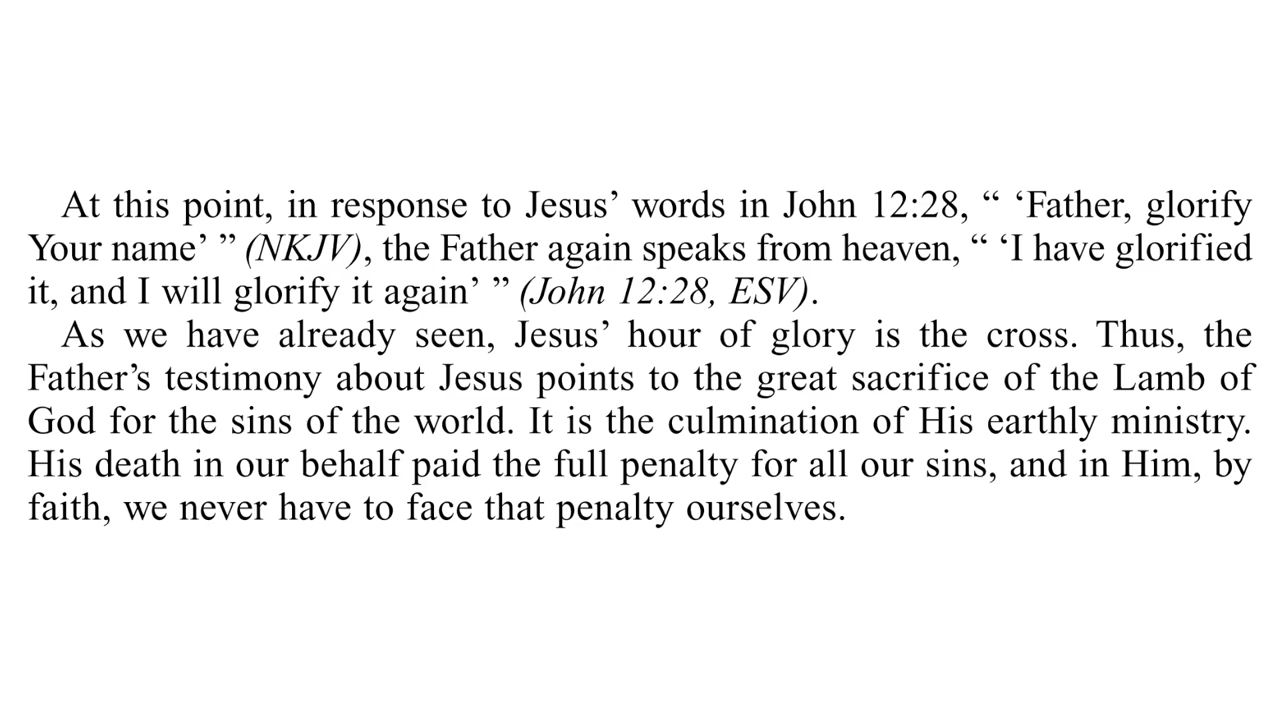 At this point, in response to Jesus’ words in John 12:28, “ ‘Father, glorify
Your name’ ” (NKJV), the Father again speaks from heaven, “ ‘I have glorified
it, and I will glorify it again’ ” (John 12:28, ESV).
As we have already seen, Jesus’ hour of glory is the cross. Thus, the
Father’s testimony about Jesus points to the great sacrifice of the Lamb of
God for the sins of the world. It is the culmination of His earthly ministry.
His death in our behalf paid the full penalty for all our sins, and in Him, by
faith, we never have to face that penalty ourselves.